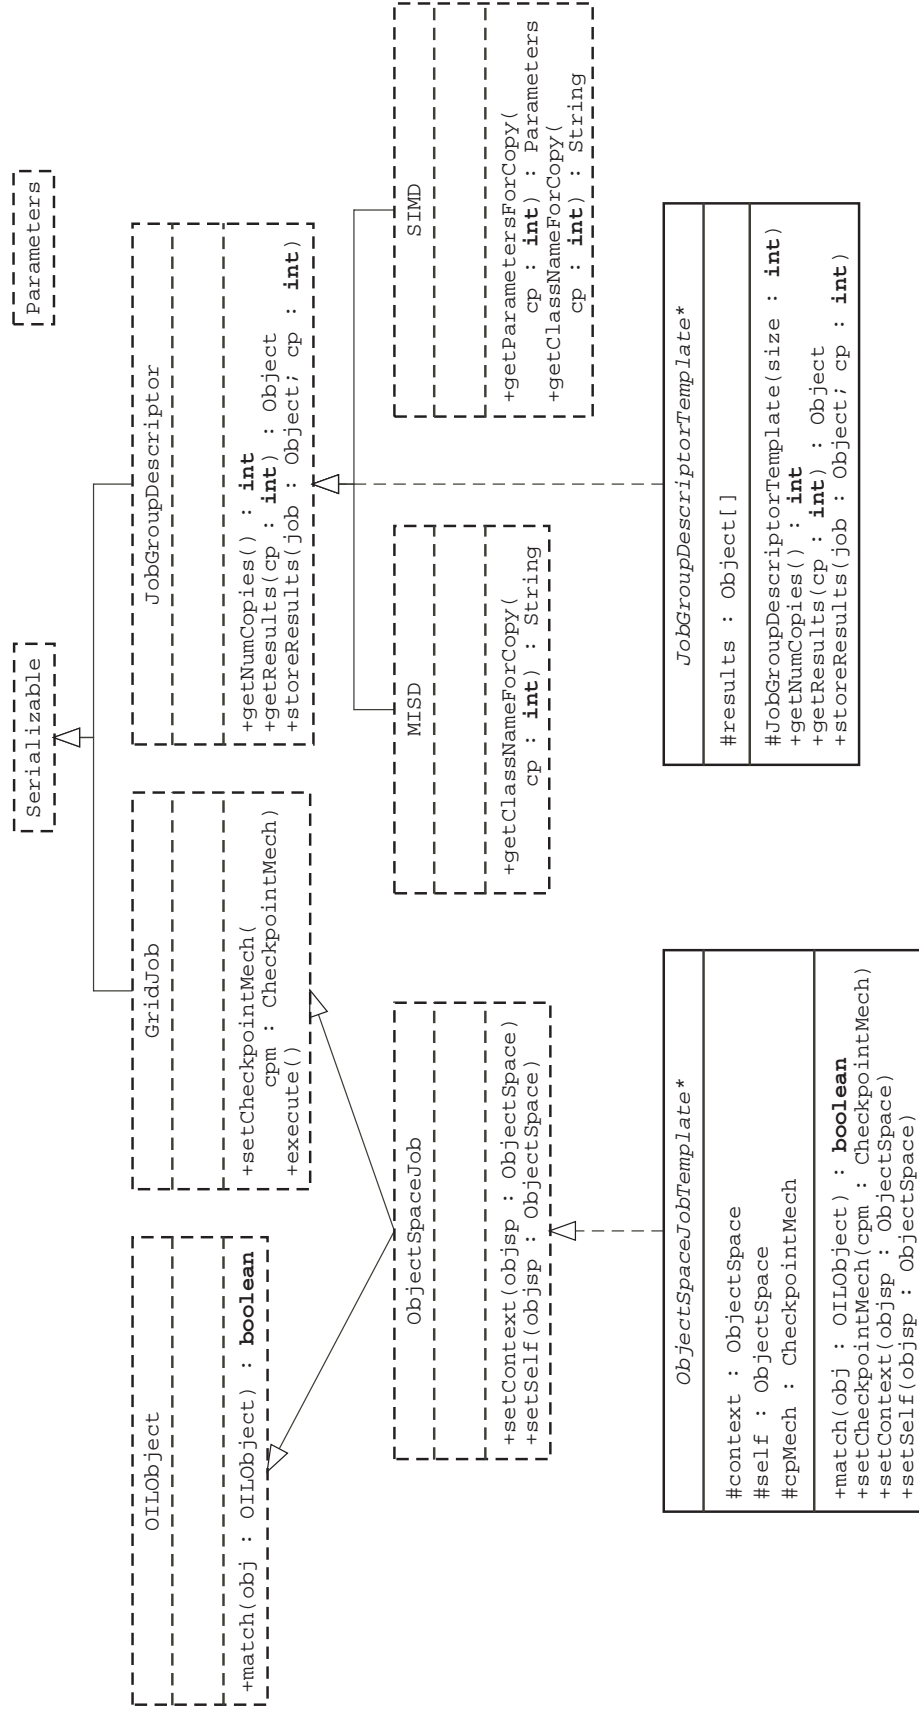 Serializable
Parameters
OILObject
+match(obj : OILObject) : boolean
GridJob
+setCheckpointMech(
cpm : CheckpointMech)
+execute()
JobGroupDescriptor
+getNumCopies() : int
+getResults(cp : int) : Object
+storeResults(job : Object; cp : int)
ObjectSpaceJob
+setContext(objsp : ObjectSpace)
+setSelf(objsp : ObjectSpace)
MISD
+getClassNameForCopy(
cp : int) : String
SIMD
+getParametersForCopy(
cp : int) : Parameters
+getClassNameForCopy(
cp : int) : String
ObjectSpaceJobTemplate*
#context : ObjectSpace
#self : ObjectSpace
#cpMech : CheckpointMech
+match(obj : OILObject) : boolean
+setCheckpointMech(cpm : CheckpointMech)
+setContext(objsp : ObjectSpace)
+setSelf(objsp : ObjectSpace)
JobGroupDescriptorTemplate*
#results : Object[]
#JobGroupDescriptorTemplate(size : int)
+getNumCopies() : int
+getResults(cp : int) : Object
+storeResults(job : Object; cp : int)